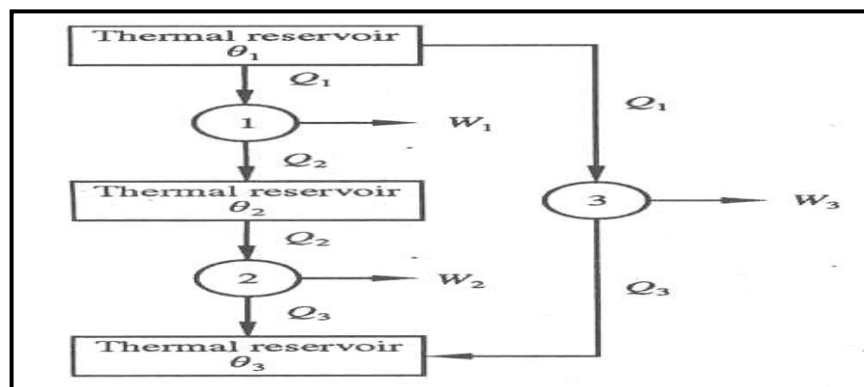 Thermal reservoir
θ₁
Q₁
1
W₁
Q₂
Thermal reservoir
θ₂
Q₂
2
W₂
Q₃
Thermal reservoir
θ₃
Q₁
3
W₃
Q₃